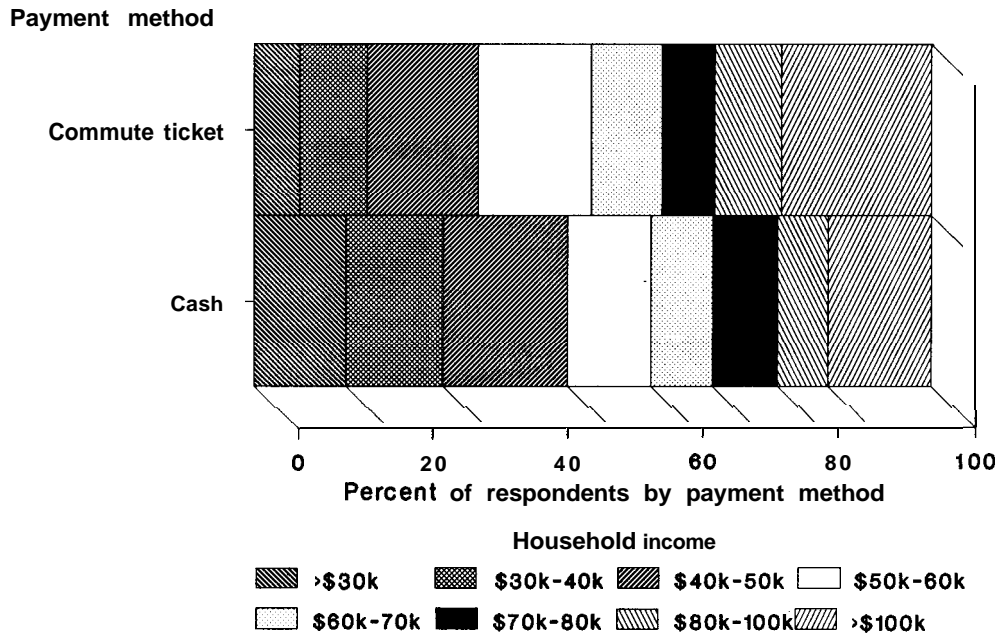 Payment method
Commute ticket
Cash
0 20 40 60 80 100
Percent of respondents by payment method
Household income
>$30k $30k-40k $40k-50k $50k-60k
$60k-70k $70k-80k $80k-100k >$100k